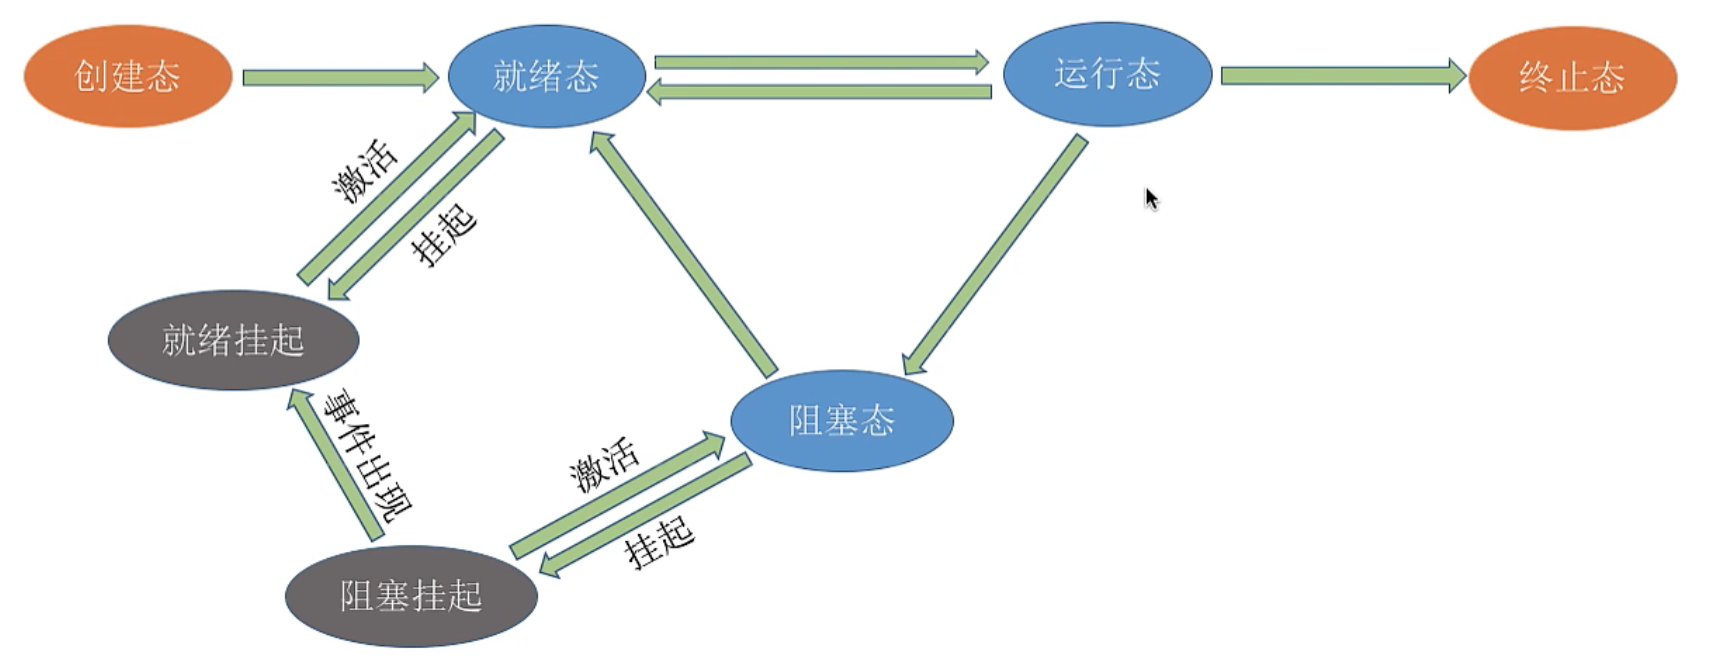 创建态
就绪态
运行态
终止态
激活
挂起
就绪挂起
事件出现
阻塞态
激活
挂起
阻塞挂起